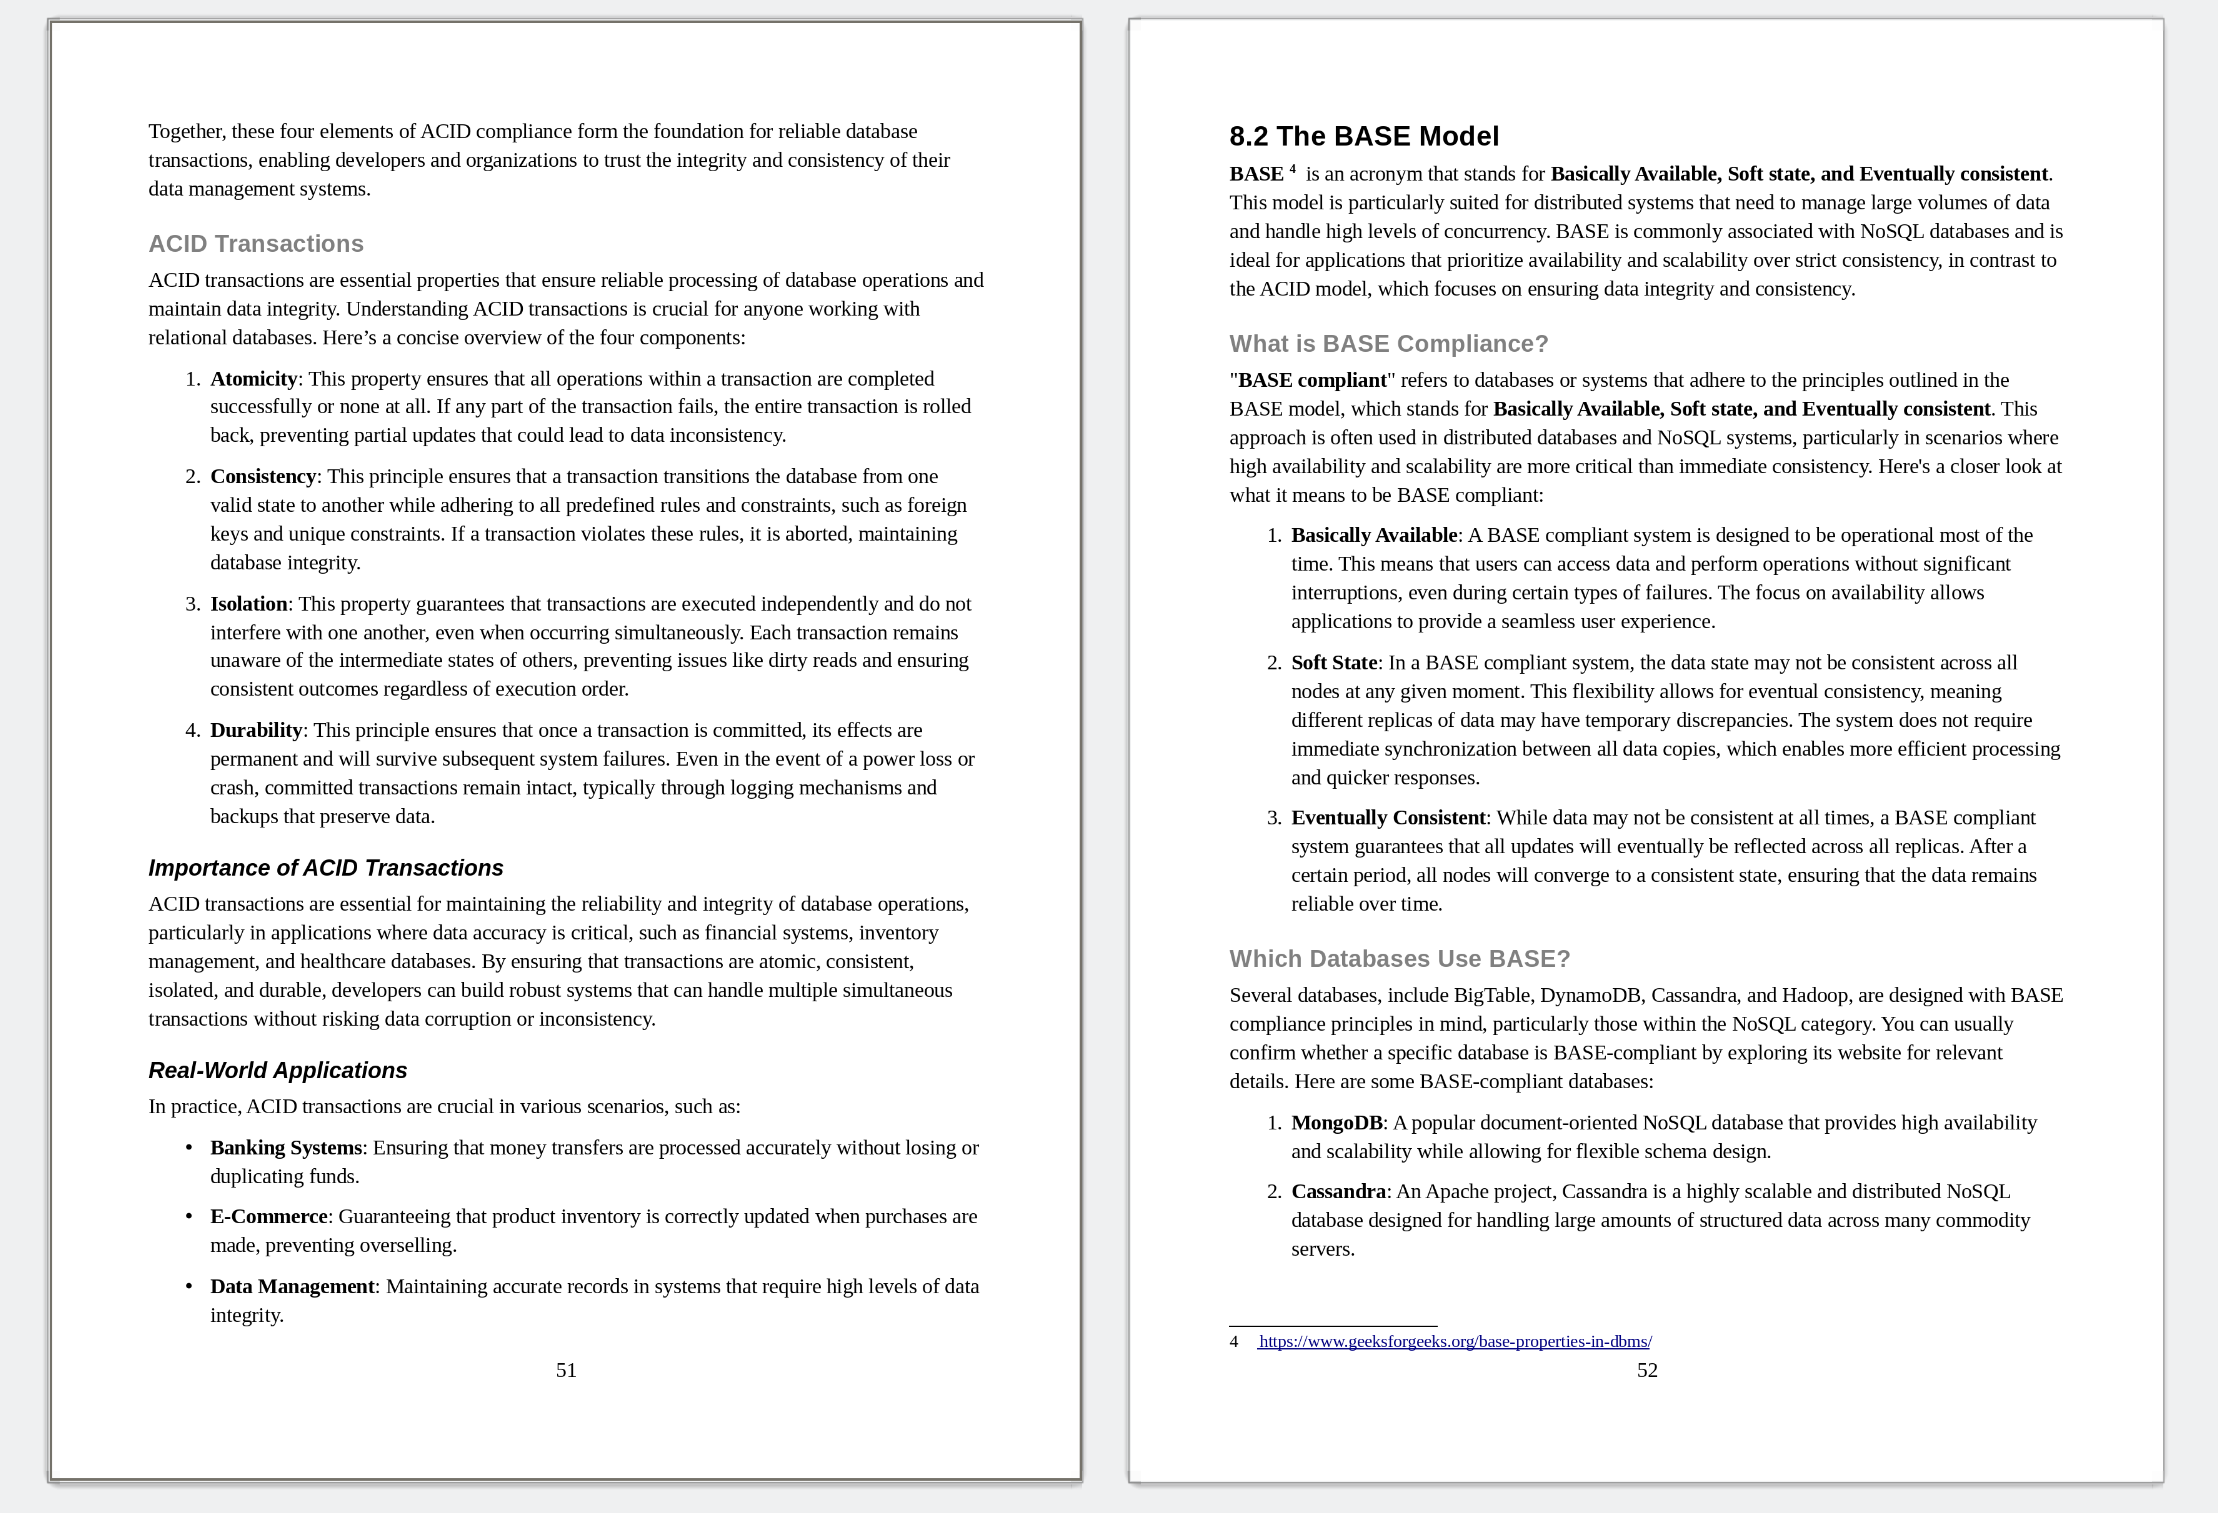 Together, these four elements of ACID compliance form the foundation for reliable database
transactions, enabling developers and organizations to trust the integrity and consistency of their
data management systems.
ACID Transactions
ACID transactions are essential properties that ensure reliable processing of database operations and
maintain data integrity. Understanding ACID transactions is crucial for anyone working with
relational databases. Here’s a concise overview of the four components:
1. Atomicity: This property ensures that all operations within a transaction are completed
successfully or none at all. If any part of the transaction fails, the entire transaction is rolled
back, preventing partial updates that could lead to data inconsistency.
2. Consistency: This principle ensures that a transaction transitions the database from one
valid state to another while adhering to all predefined rules and constraints, such as foreign
keys and unique constraints. If a transaction violates these rules, it is aborted, maintaining
database integrity.
3. Isolation: This property guarantees that transactions are executed independently and do not
interfere with one another, even when occurring simultaneously. Each transaction remains
unaware of the intermediate states of others, preventing issues like dirty reads and ensuring
consistent outcomes regardless of execution order.
4. Durability: This principle ensures that once a transaction is committed, its effects are
permanent and will survive subsequent system failures. Even in the event of a power loss or
crash, committed transactions remain intact, typically through logging mechanisms and
backups that preserve data.
Importance of ACID Transactions
ACID transactions are essential for maintaining the reliability and integrity of database operations,
particularly in applications where data accuracy is critical, such as financial systems, inventory
management, and healthcare databases. By ensuring that transactions are atomic, consistent,
isolated, and durable, developers can build robust systems that can handle multiple simultaneous
transactions without risking data corruption or inconsistency.
Real-World Applications
In practice, ACID transactions are crucial in various scenarios, such as:
• Banking Systems: Ensuring that money transfers are processed accurately without losing or
duplicating funds.
• E-Commerce: Guaranteeing that product inventory is correctly updated when purchases are
made, preventing overselling.
• Data Management: Maintaining accurate records in systems that require high levels of data
integrity.
51
8.2 The BASE Model
BASE 4 is an acronym that stands for Basically Available, Soft state, and Eventually consistent.
This model is particularly suited for distributed systems that need to manage large volumes of data
and handle high levels of concurrency. BASE is commonly associated with NoSQL databases and is
ideal for applications that prioritize availability and scalability over strict consistency, in contrast to
the ACID model, which focuses on ensuring data integrity and consistency.
What is BASE Compliance?
"BASE compliant" refers to databases or systems that adhere to the principles outlined in the
BASE model, which stands for Basically Available, Soft state, and Eventually consistent. This
approach is often used in distributed databases and NoSQL systems, particularly in scenarios where
high availability and scalability are more critical than immediate consistency. Here's a closer look at
what it means to be BASE compliant:
1. Basically Available: A BASE compliant system is designed to be operational most of the
time. This means that users can access data and perform operations without significant
interruptions, even during certain types of failures. The focus on availability allows
applications to provide a seamless user experience.
2. Soft State: In a BASE compliant system, the data state may not be consistent across all
nodes at any given moment. This flexibility allows for eventual consistency, meaning
different replicas of data may have temporary discrepancies. The system does not require
immediate synchronization between all data copies, which enables more efficient processing
and quicker responses.
3. Eventually Consistent: While data may not be consistent at all times, a BASE compliant
system guarantees that all updates will eventually be reflected across all replicas. After a
certain period, all nodes will converge to a consistent state, ensuring that the data remains
reliable over time.
Which Databases Use BASE?
Several databases, include BigTable, DynamoDB, Cassandra, and Hadoop, are designed with BASE
compliance principles in mind, particularly those within the NoSQL category. You can usually
confirm whether a specific database is BASE-compliant by exploring its website for relevant
details. Here are some BASE-compliant databases:
1. MongoDB: A popular document-oriented NoSQL database that provides high availability
and scalability while allowing for flexible schema design.
2. Cassandra: An Apache project, Cassandra is a highly scalable and distributed NoSQL
database designed for handling large amounts of structured data across many commodity
servers.
4 https://www.geeksforgeeks.org/base-properties-in-dbms/
52